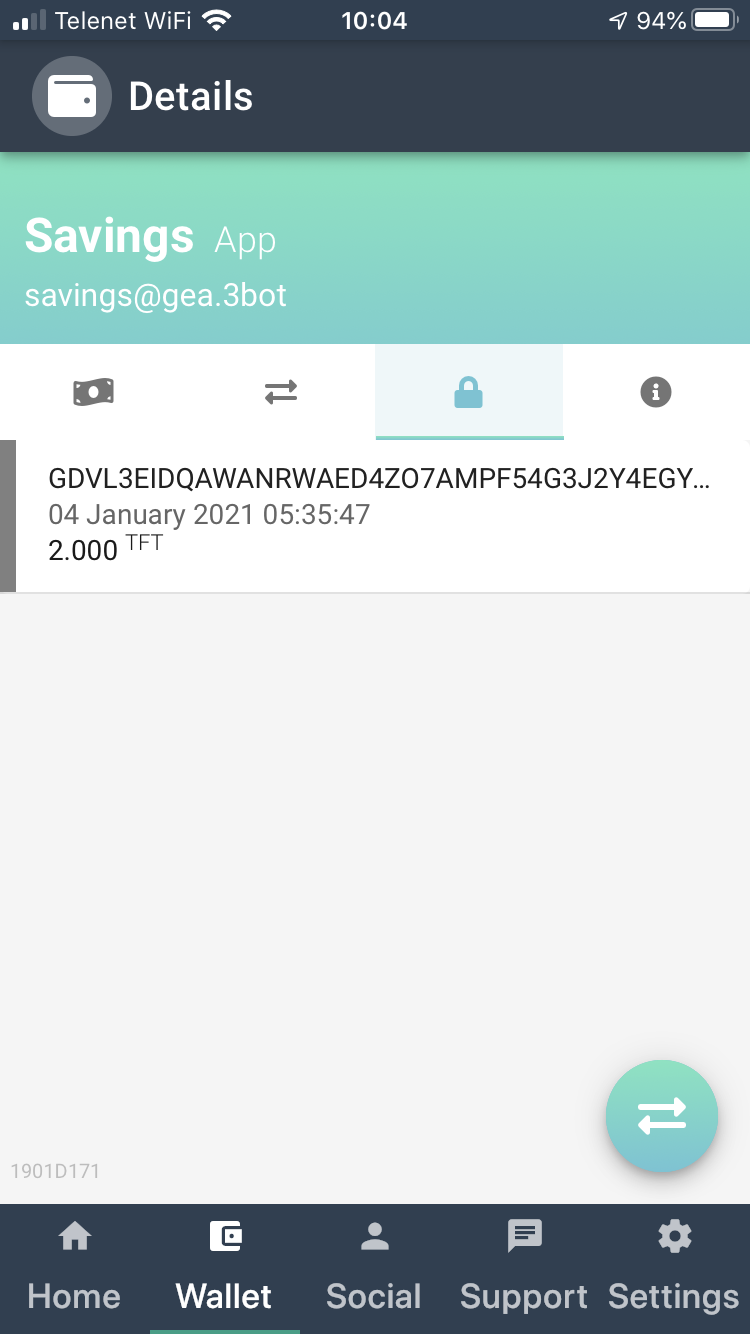 Telenet WiFi 10:04 94%
Details
Savings App
savings@gea.3bot
GDVL3EIDQAWANRWAED4ZO7AMPF54G3J2Y4EGY...
04 January 2021 05:35:47
2.000 TFT
1901D171
Home Wallet Social Support Settings